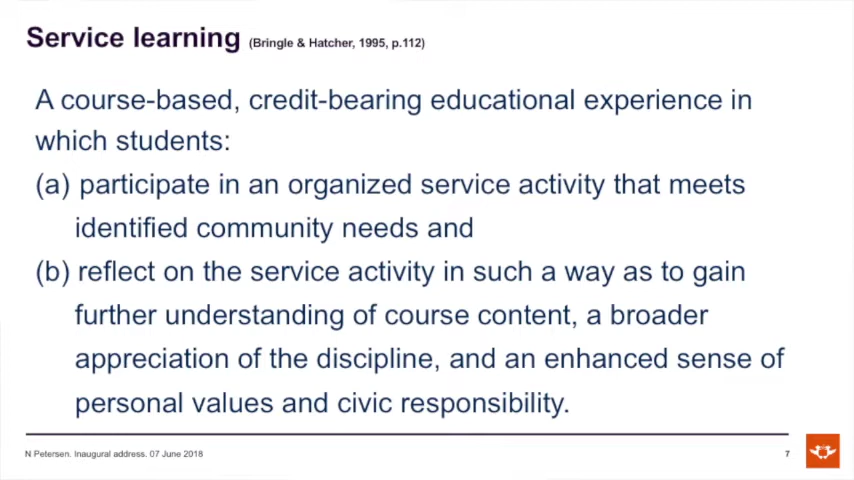 Service learning (Bringle & Hatcher, 1995, p.112)
A course-based, credit-bearing educational experience in
which students:
(a) participate in an organized service activity that meets
identified community needs and
(b) reflect on the service activity in such a way as to gain
further understanding of course content, a broader
appreciation of the discipline, and an enhanced sense of
personal values and civic responsibility.
N Petersen. Inaugural address. 07 June 2018
7